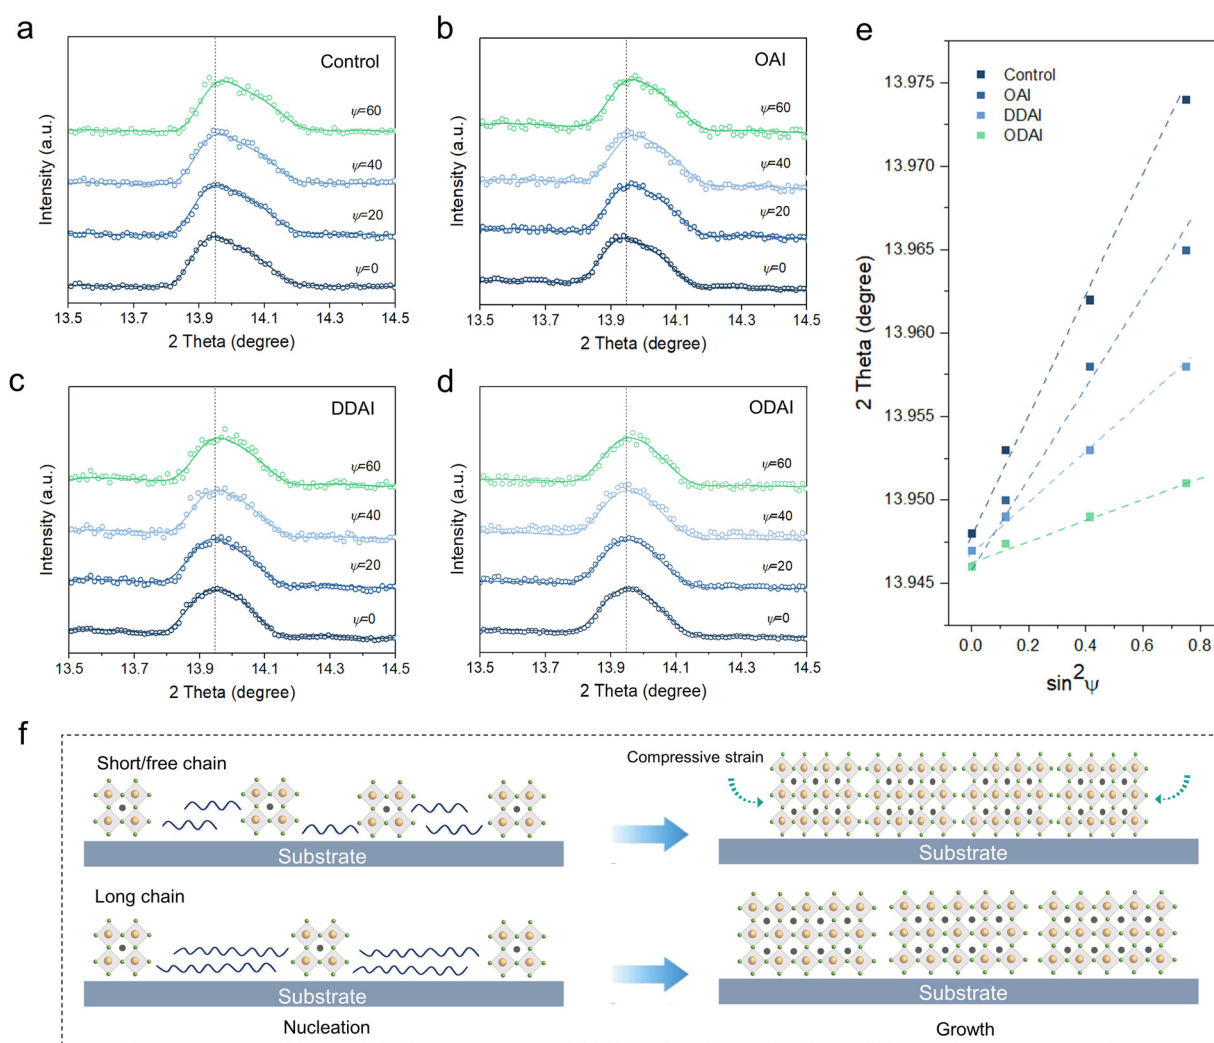 a
Control
Intensity (a.u.)
ψ=60
ψ=40
ψ=20
ψ=0
13.5 13.7 13.9 14.1 14.3 14.5
2 Theta (degree)
b
OAI
Intensity (a.u.)
ψ=60
ψ=40
ψ=20
ψ=0
13.5 13.7 13.9 14.1 14.3 14.5
2 Theta (degree)
c
DDAI
Intensity (a.u.)
ψ=60
ψ=40
ψ=20
ψ=0
13.5 13.7 13.9 14.1 14.3 14.5
2 Theta (degree)
d
ODAI
Intensity (a.u.)
ψ=60
ψ=40
ψ=20
ψ=0
13.5 13.7 13.9 14.1 14.3 14.5
2 Theta (degree)
e
Control
OAI
DDAI
ODAI
2 Theta (degree)
13.975
13.970
13.965
13.960
13.955
13.950
13.945
0.0 0.2 0.4 0.6 0.8
sin²ψ
f
Short/free chain
Compressive strain
Substrate
Substrate
Long chain
Substrate
Substrate
Nucleation
Growth